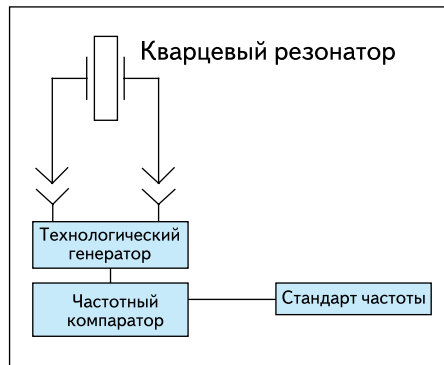 Кварцевый резонатор
Технологический
генератор
Частотный
компаратор
Стандарт частоты